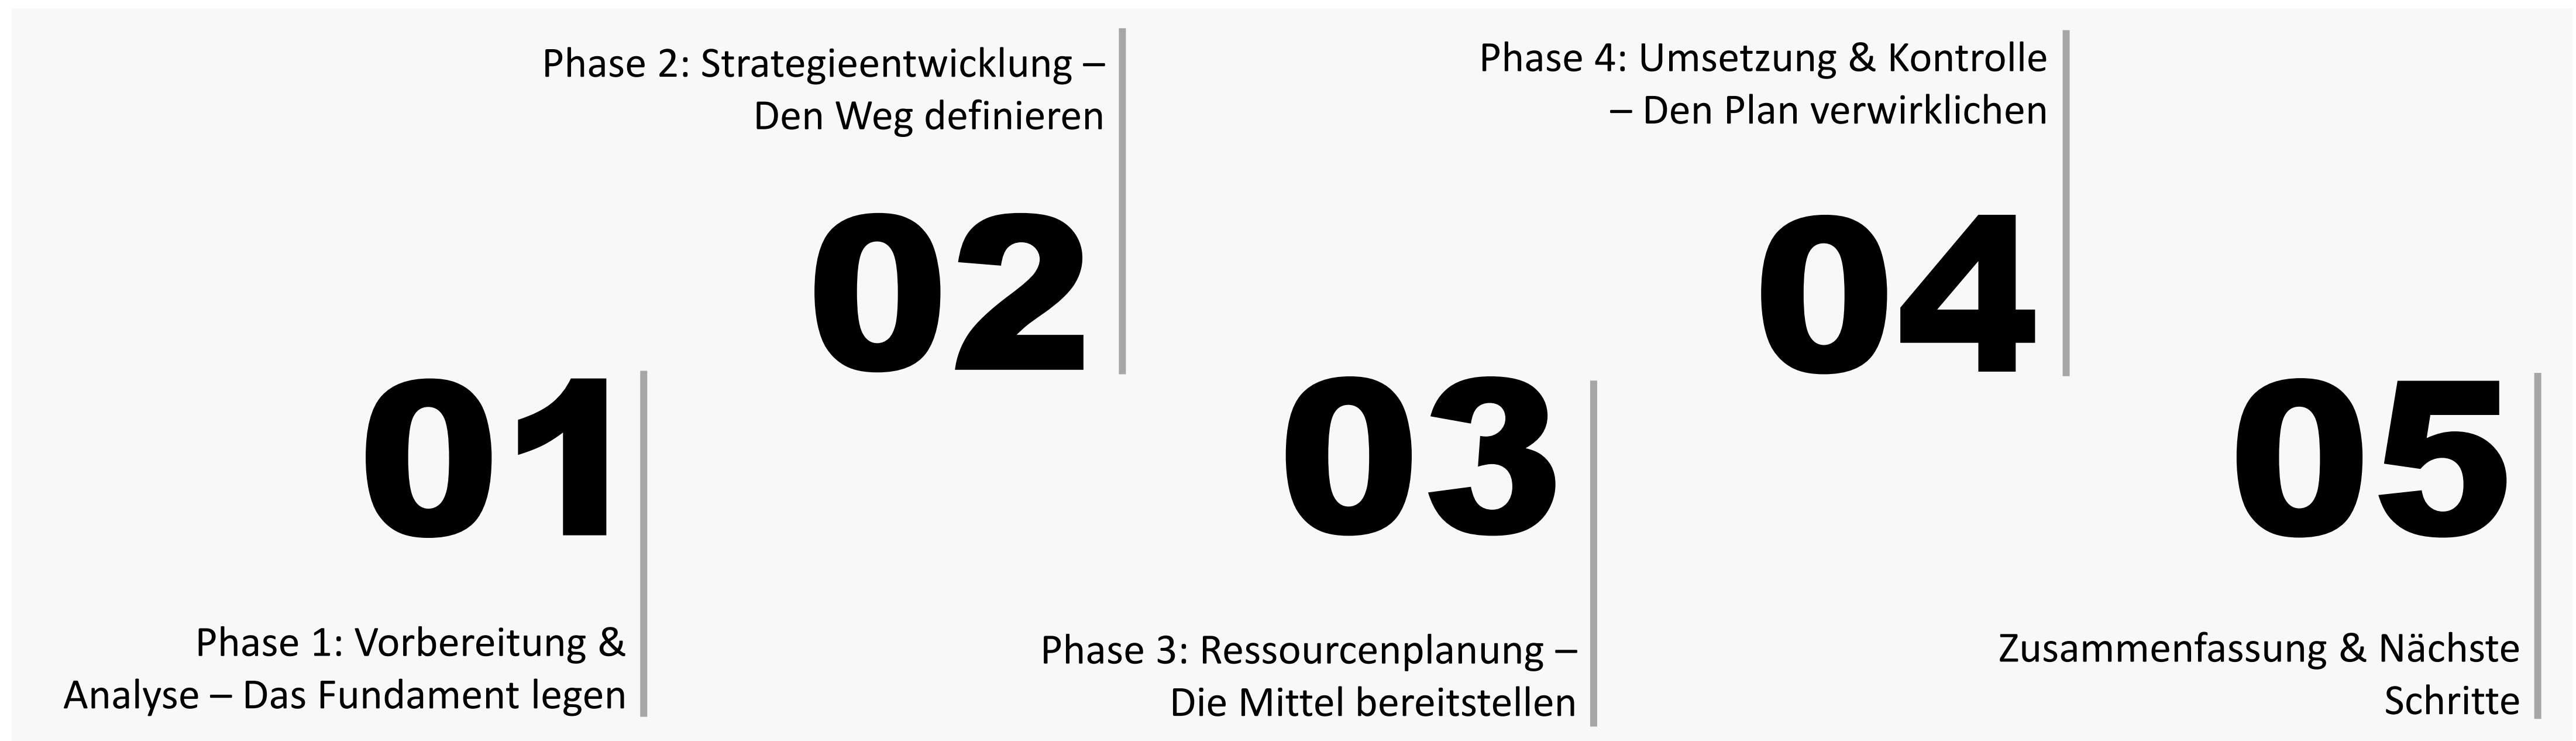 01
Phase 1: Vorbereitung &
Analyse – Das Fundament legen
Phase 2: Strategieentwicklung –
Den Weg definieren
02
03
Phase 3: Ressourcenplanung –
Die Mittel bereitstellen
Phase 4: Umsetzung & Kontrolle
– Den Plan verwirklichen
04
05
Zusammenfassung & Nächste
Schritte